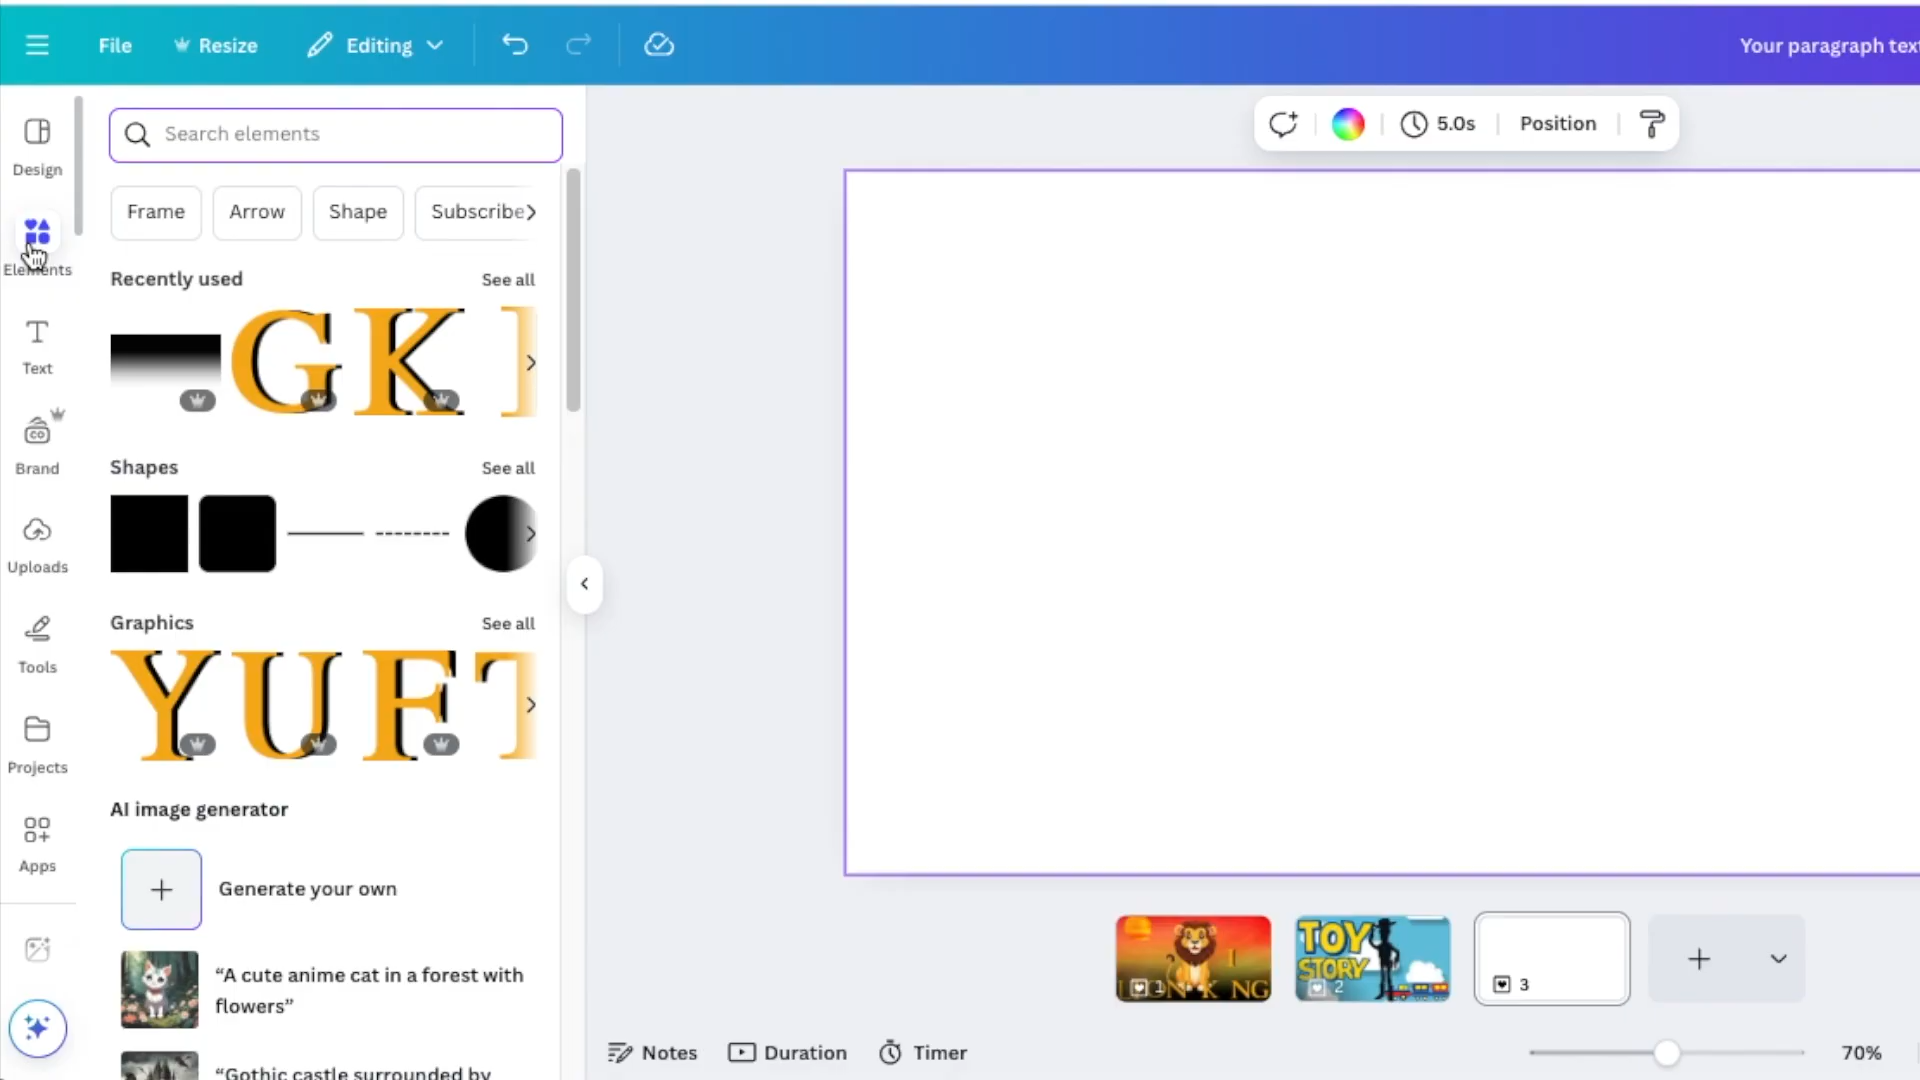 File Resize Editing Your paragraph tex
Design
Elements
Text
Brand
CO
Uploads
Tools
Projects
Apps
Search elements
Frame Arrow Shape Subscribe
Recently used See all
G K
Shapes See all
Graphics See all
Y U F T
AI image generator
Generate your own
“A cute anime cat in a forest with
flowers”
“Gothic castle surrounded by
5.0s Position
1
TOY
STORY
2
3
Notes Duration Timer 70%